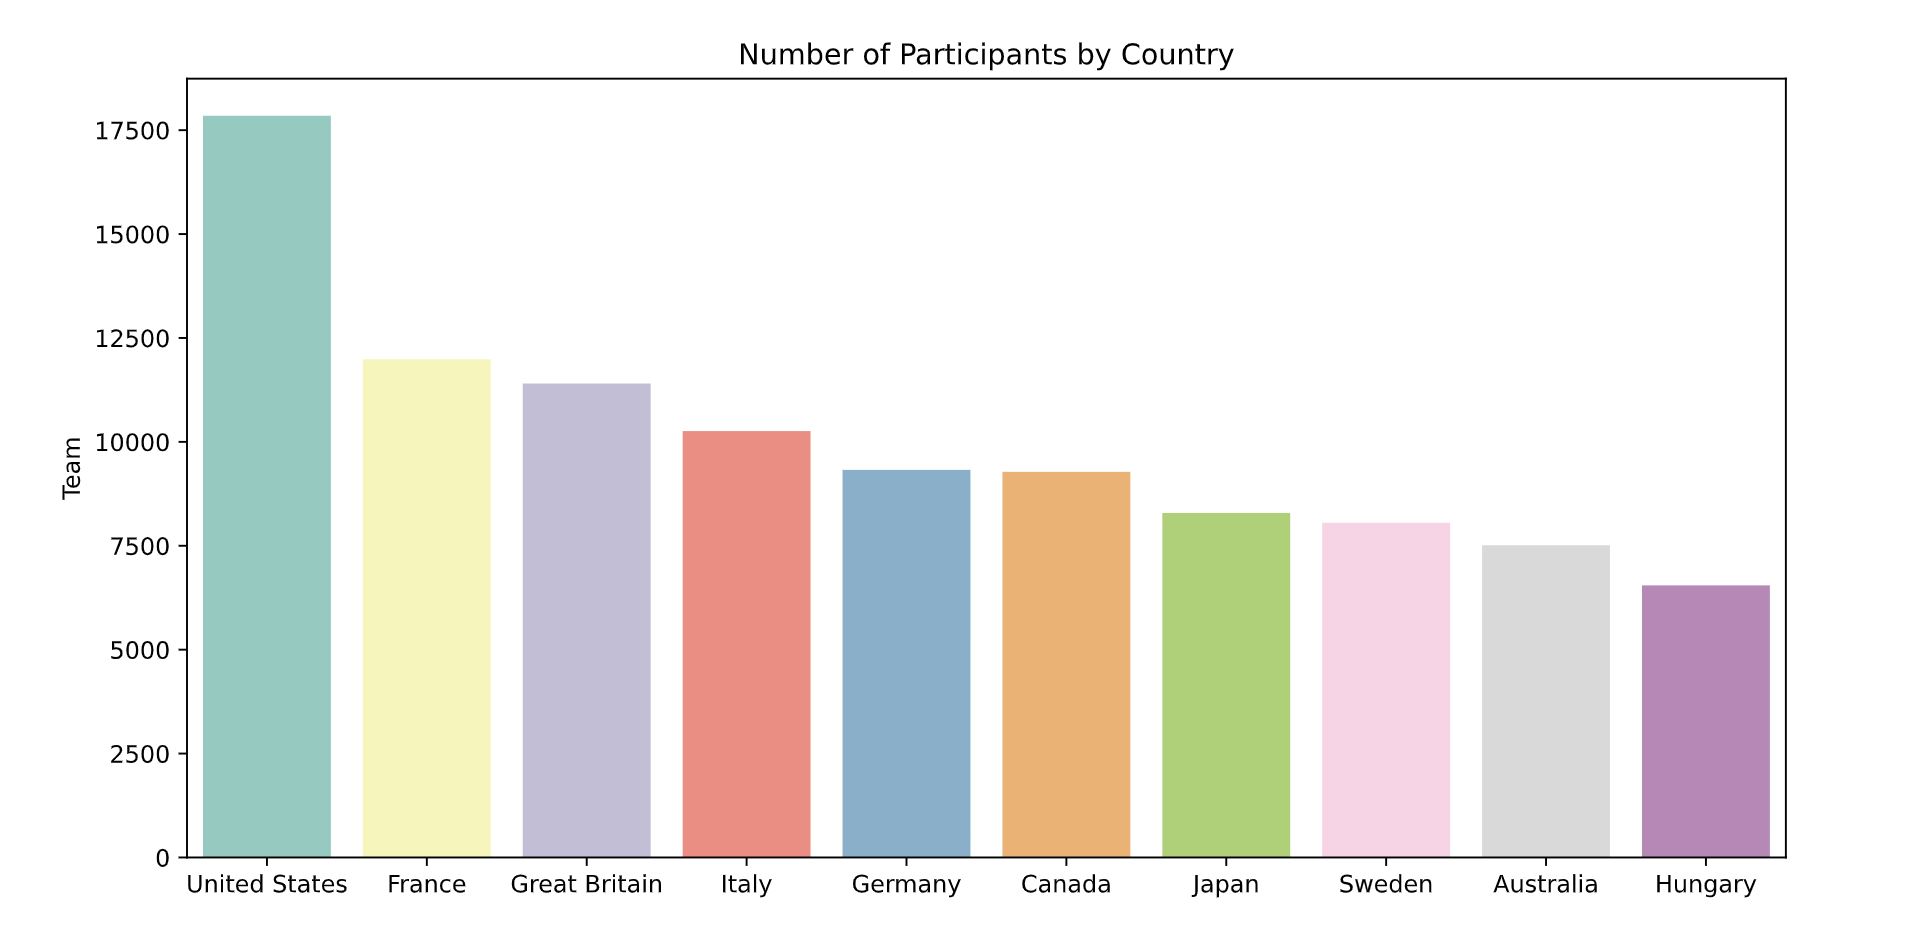 Number of Participants by Country
Team
17500
15000
12500
10000
7500
5000
2500
0
United States France Great Britain Italy Germany Canada Japan Sweden Australia Hungary